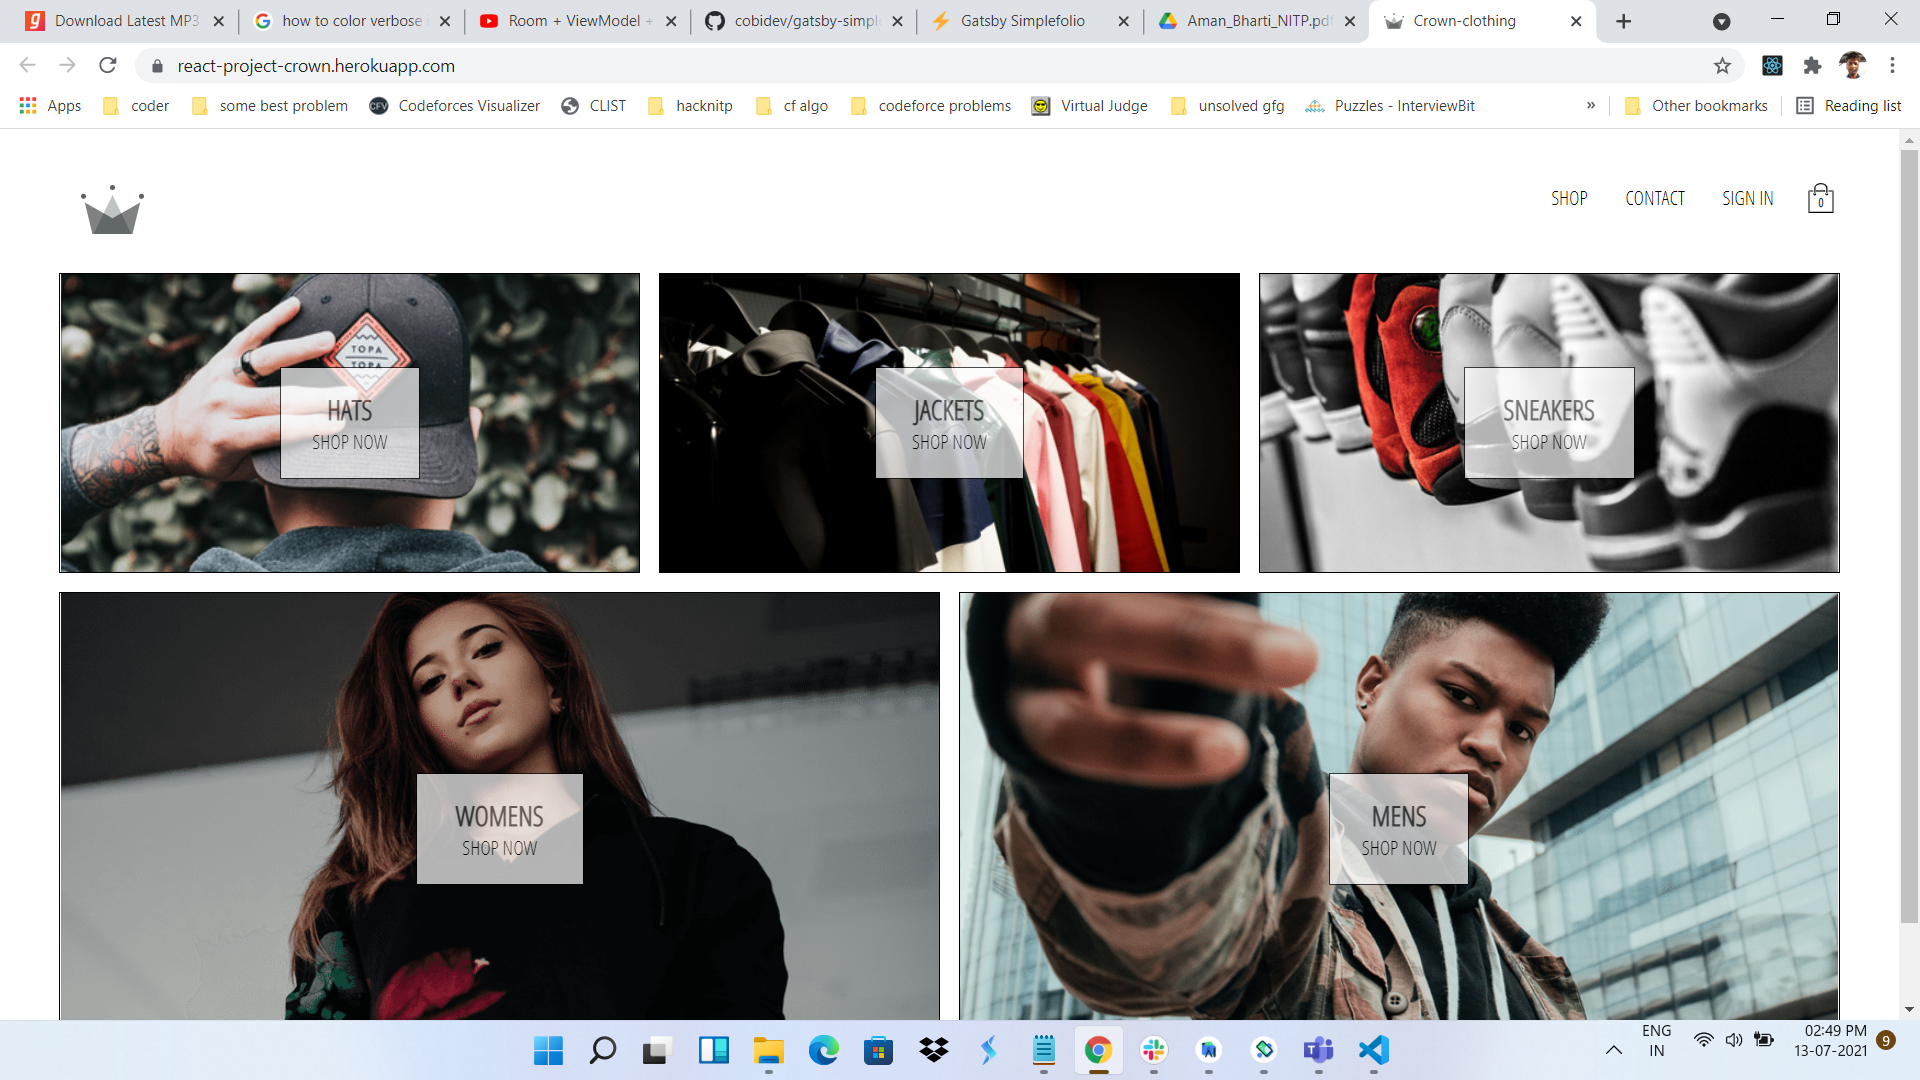 Download Latest MP3
how to color verbose
Room + ViewModel +
cobidev/gatsby-simple
Gatsby Simplefolio
Aman_Bharti_NITP.pdf
Crown-clothing
react-project-crown.herokuapp.com
Apps
coder
some best problem
CFV
Codeforces Visualizer
CLIST
hacknitp
cf algo
codeforce problems
Virtual Judge
unsolved gfg
Puzzles - InterviewBit
»
Other bookmarks
Reading list
SHOP
CONTACT
SIGN IN
0
TOPA
TOPA
HATS
SHOP NOW
JACKETS
SHOP NOW
SNEAKERS
SHOP NOW
WOMENS
SHOP NOW
MENS
SHOP NOW
ENG
IN
02:49 PM
13-07-2021
9